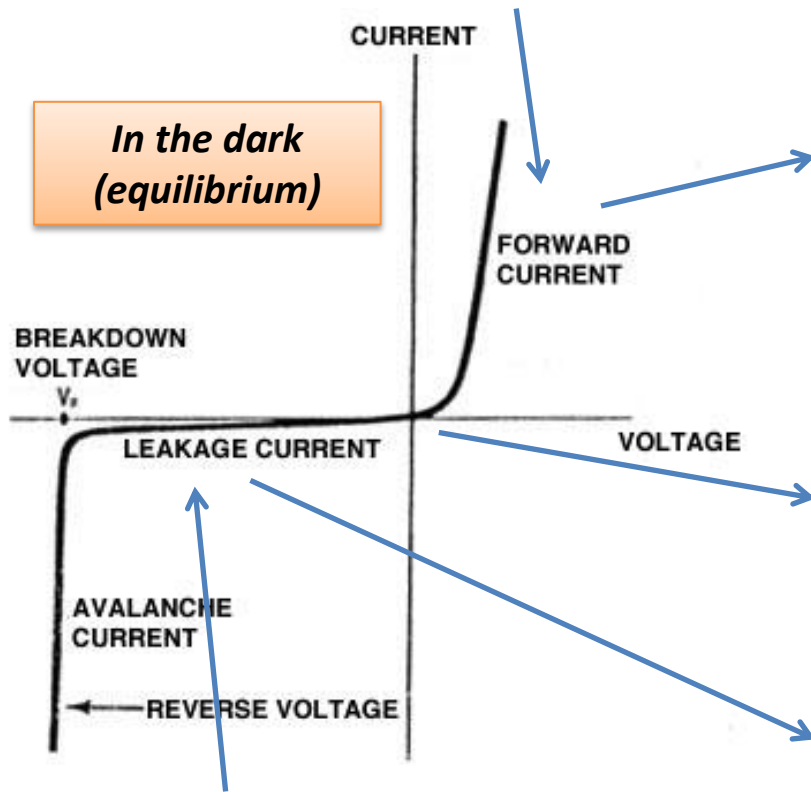 CURRENT
In the dark
(equilibrium)
FORWARD
CURRENT
BREAKDOWN
VOLTAGE
LEAKAGE CURRENT
VOLTAGE
AVALANCHE
CURRENT
REVERSE VOLTAGE